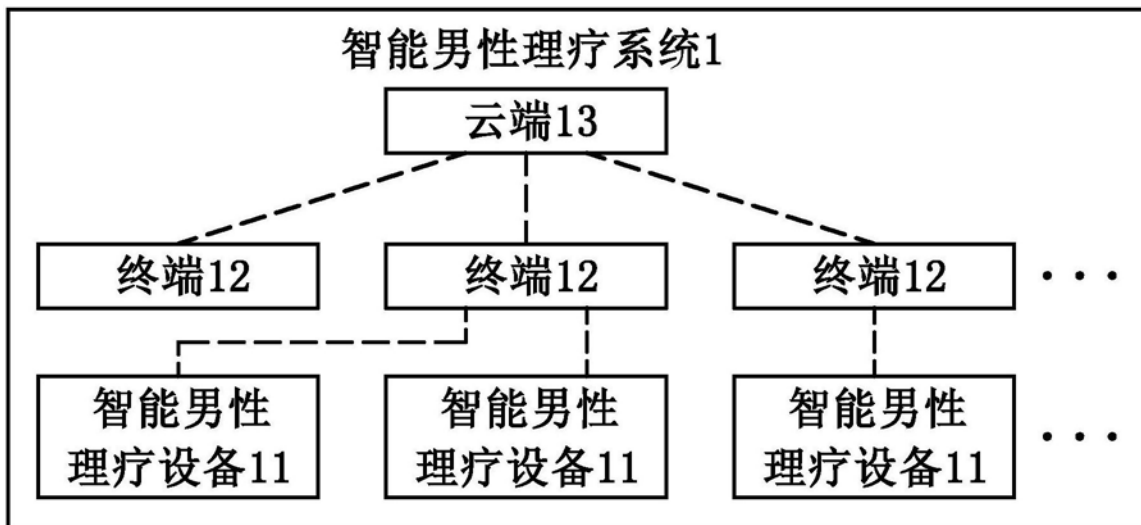 智能男性理疗系统1
云端13
终端12
终端12
终端12
···
智能男性
理疗设备11
智能男性
理疗设备11
智能男性
理疗设备11
···